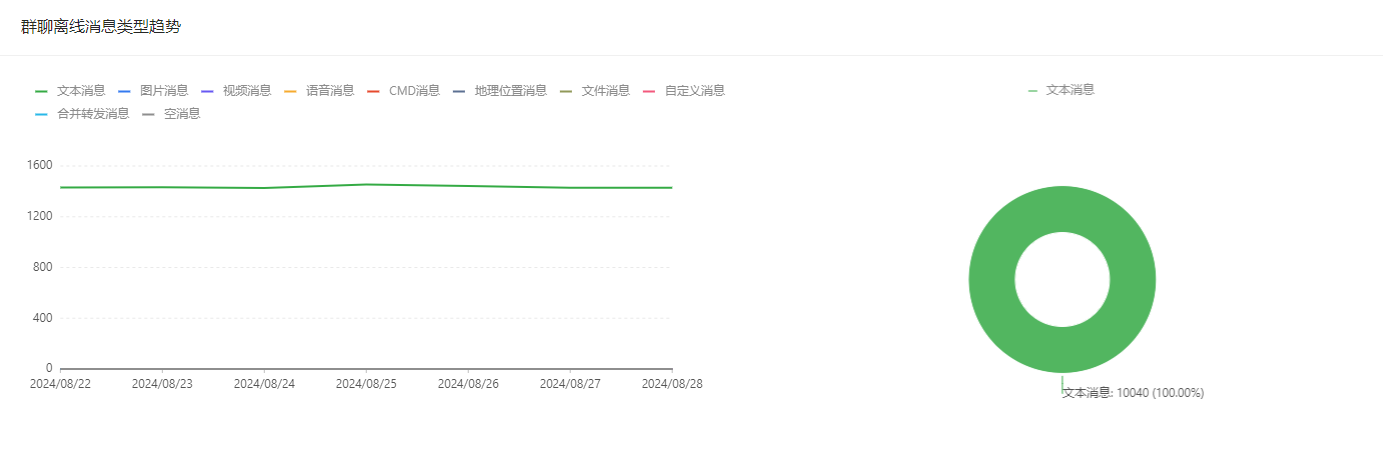 群聊离线消息类型趋势
文本消息 图片消息 视频消息 语音消息 CMD消息 地理位置消息 文件消息 自定义消息
合并转发消息 空消息
文本消息
1600
1200
800
400
0
2024/08/22 2024/08/23 2024/08/24 2024/08/25 2024/08/26 2024/08/27 2024/08/28
文本消息: 10040 (100.00%)